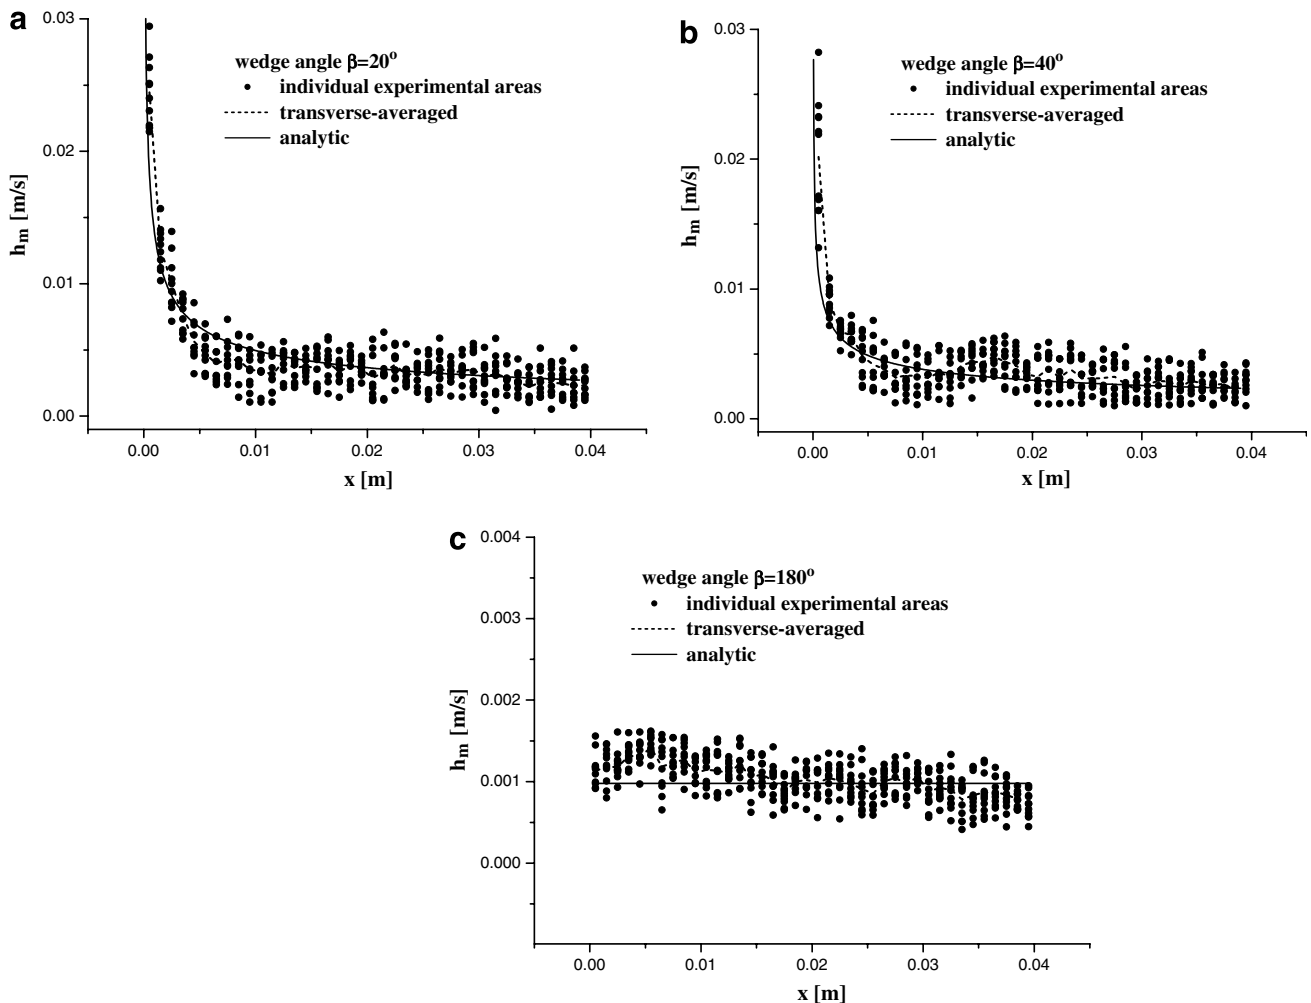 a
0.03
0.02
0.01
0.00
h_m [m/s]
wedge angle β=20°
individual experimental areas
transverse-averaged
analytic
0.00 0.01 0.02 0.03 0.04
x [m]
b
0.03
0.02
0.01
0.00
h_m [m/s]
wedge angle β=40°
individual experimental areas
transverse-averaged
analytic
0.00 0.01 0.02 0.03 0.04
x [m]
c
0.004
0.003
0.002
0.001
0.000
h_m [m/s]
wedge angle β=180°
individual experimental areas
transverse-averaged
analytic
0.00 0.01 0.02 0.03 0.04
x [m]